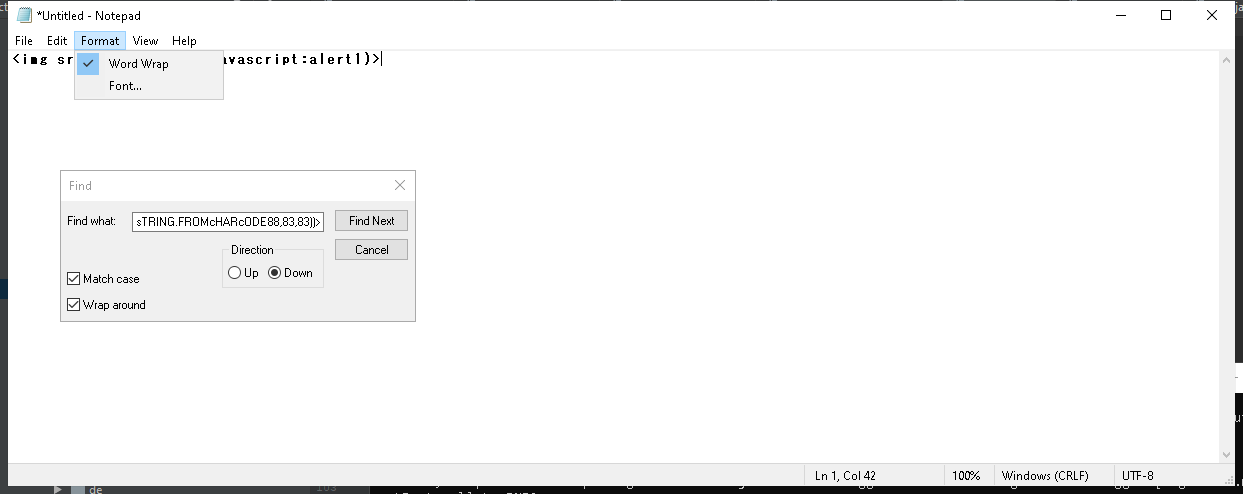 *Untitled - Notepad
File Edit Format View Help
<img sr avascript:alert1)>
Word Wrap
Font...
Find
Find what: sTRING.FROMcHARcODE88,83,83))> Find Next
Direction Cancel
Up Down
Match case
Wrap around
Ln 1, Col 42 100% Windows (CRLF) UTF-8
de 103